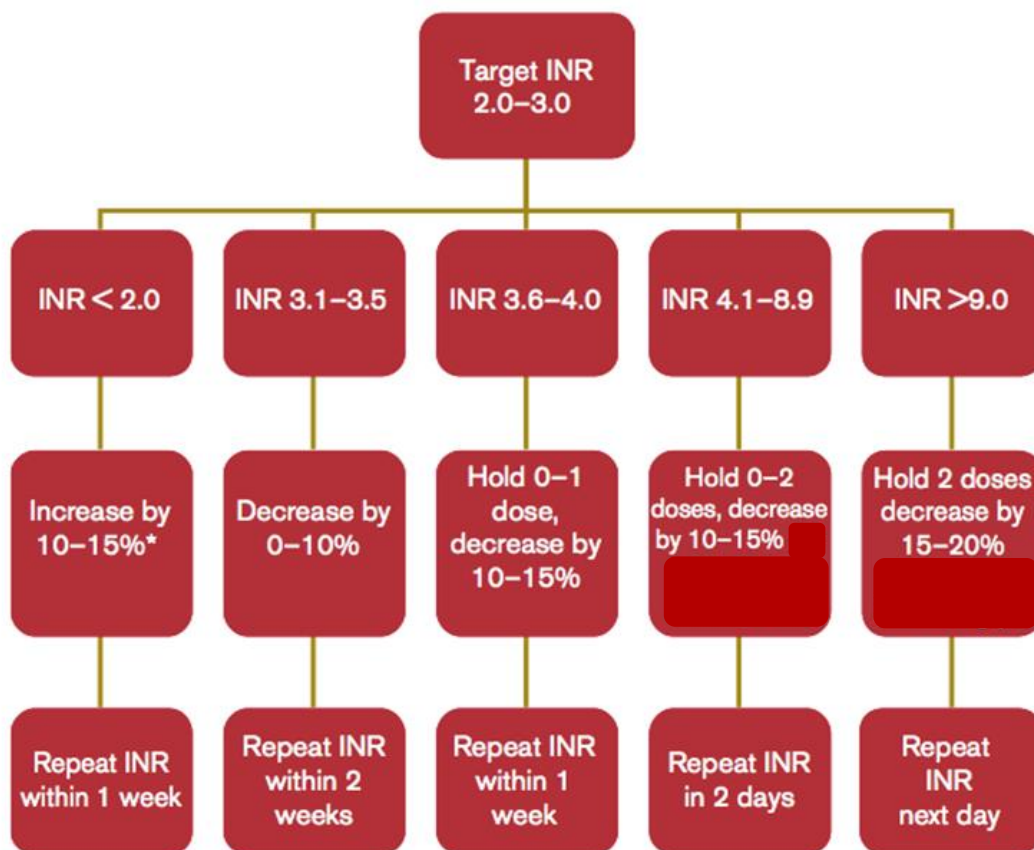 Target INR
2.0–3.0
INR < 2.0
INR 3.1–3.5
INR 3.6–4.0
INR 4.1–8.9
INR >9.0
Increase by
10–15%*
Decrease by
0–10%
Hold 0–1
dose,
decrease by
10–15%
Hold 0–2
doses, decrease
by 10–15%
Hold 2 doses
decrease by
15–20%
Repeat INR
within 1 week
Repeat INR
within 2
weeks
Repeat INR
within 1
week
Repeat INR
in 2 days
Repeat
INR
next day